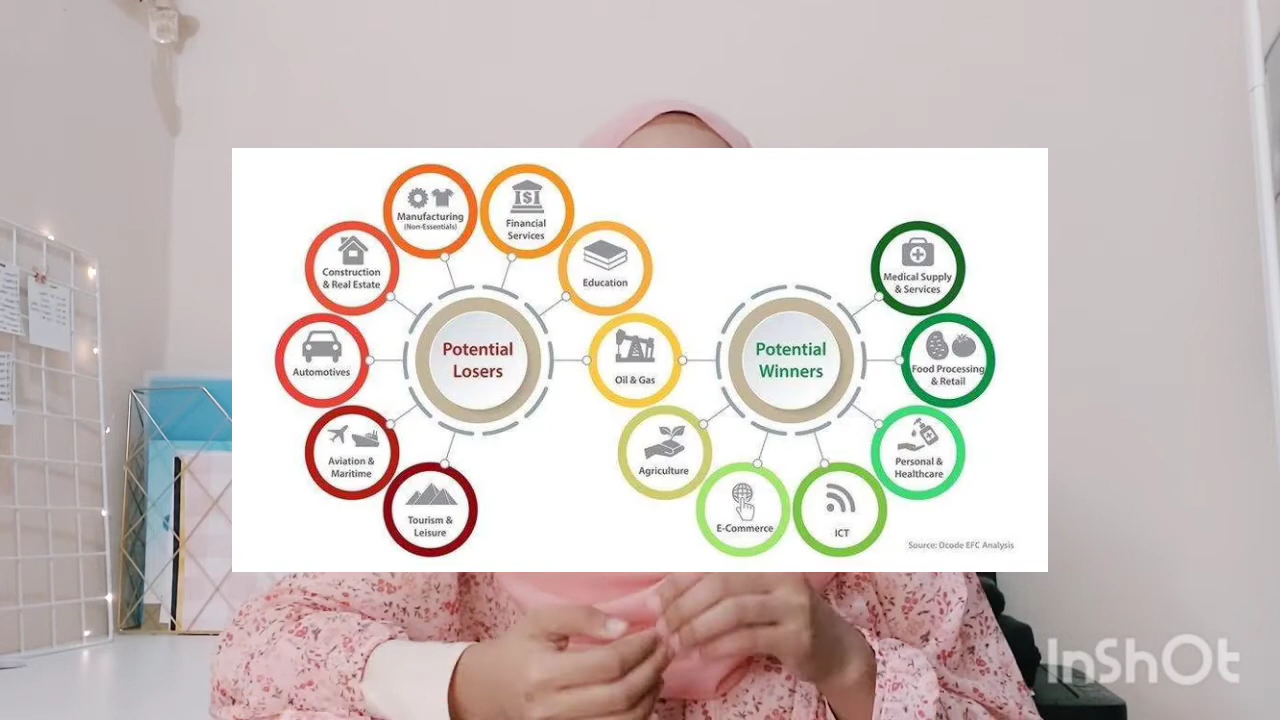 Manufacturing
(Non-Essentials)
Financial
Services
Construction
& Real Estate
Education
Automotives
Potential
Losers
Oil & Gas
Aviation &
Maritime
Tourism &
Leisure
Potential
Winners
Medical Supply
& Services
Food Processing
& Retail
Agriculture
Personal &
Healthcare
E-Commerce
ICT
Source: Dcode EFC Analysis
InShOt